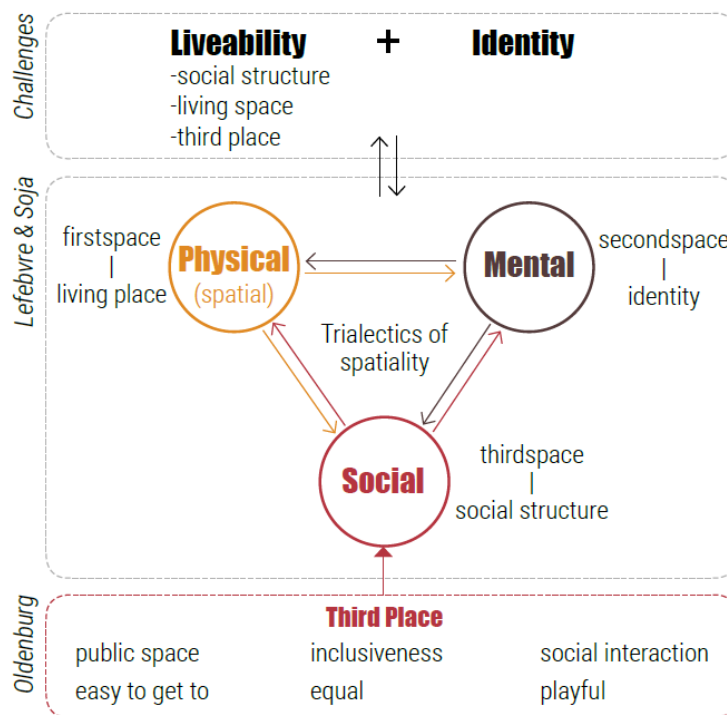 Challenges
Liveability + Identity
-social structure
-living space
-third place
Lefebvre & Soja
firstspace
|
living place
Physical
(spatial)
Mental
secondspace
|
identity
Trialectics of
spatiality
Social
thirdspace
|
social structure
Oldenburg
Third Place
public space inclusiveness social interaction
easy to get to equal playful